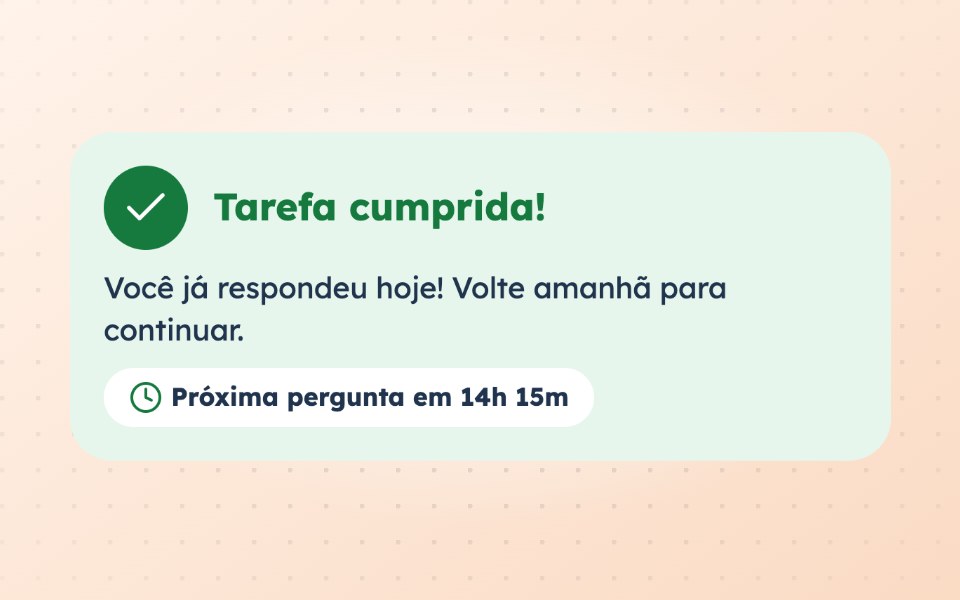 Tarefa cumprida!
Você já respondeu hoje! Volte amanhã para
continuar.
Próxima pergunta em 14h 15m